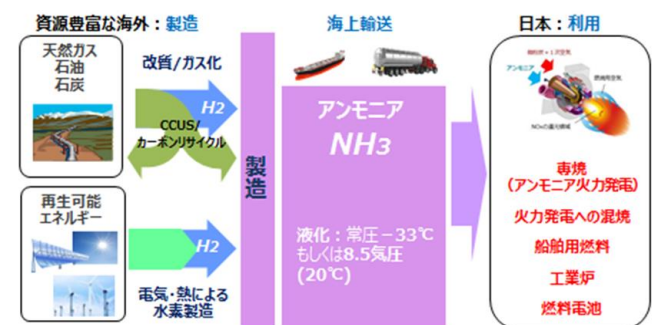 資源豊富な海外：製造
海上輸送
日本：利用
天然ガス
石油
石炭
改質/ガス化
H2
CCUS/
カーボンリサイクル
再生可能
エネルギー
H2
電気・熱による
水素製造
製造
アンモニア
NH3
液化：常圧－33℃
もしくは8.5気圧
(20℃)
アンモニア
専焼
（アンモニア火力発電）
火力発電への混焼
船舶用燃料
工業炉
燃料電池